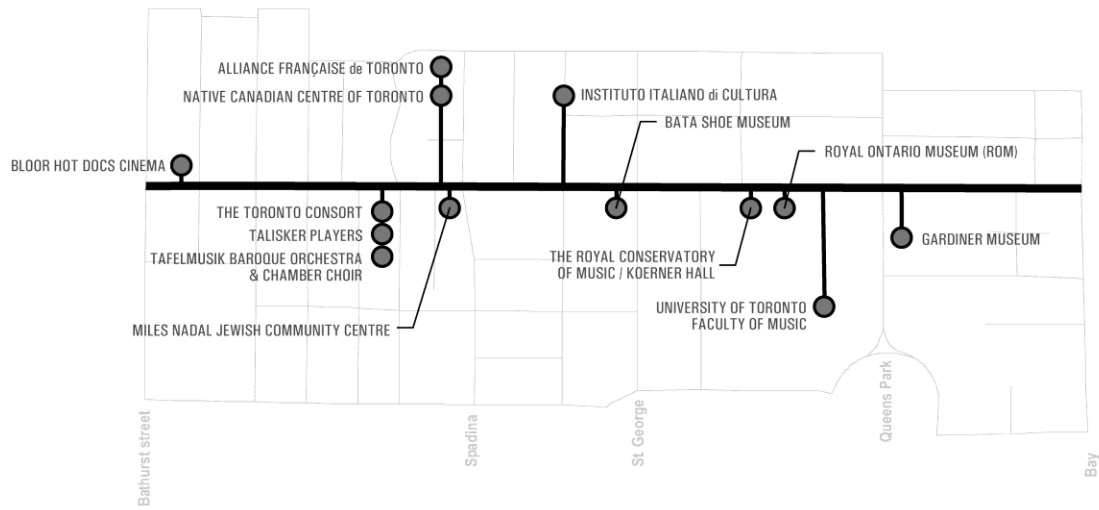 ALLIANCE FRANÇAISE de TORONTO
NATIVE CANADIAN CENTRE OF TORONTO
INSTITUTO ITALIANO di CULTURA
BATA SHOE MUSEUM
ROYAL ONTARIO MUSEUM (ROM)
BLOOR HOT DOCS CINEMA
THE TORONTO CONSORT
TALISKER PLAYERS
TAFELMUSIK BAROQUE ORCHESTRA
& CHAMBER CHOIR
THE ROYAL CONSERVATORY
OF MUSIC / KOERNER HALL
GARDINER MUSEUM
UNIVERSITY OF TORONTO
FACULTY OF MUSIC
MILES NADAL JEWISH COMMUNITY CENTRE
Bathurst street
Spadina
St. George
Queens Park
Bay